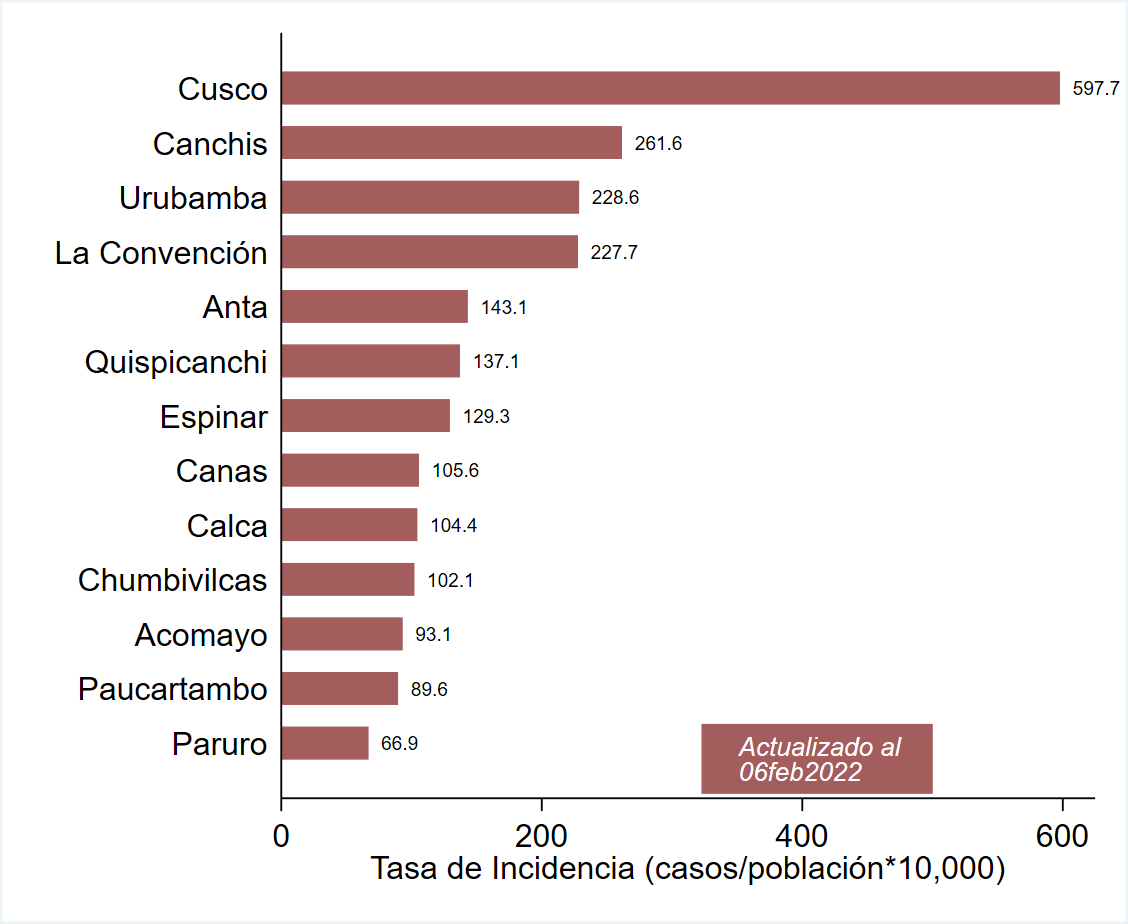 Cusco 597.7
Canchis 261.6
Urubamba 228.6
La Convención 227.7
Anta 143.1
Quispicanchi 137.1
Espinar 129.3
Canas 105.6
Calca 104.4
Chumbivilcas 102.1
Acomayo 93.1
Paucartambo 89.6
Paruro 66.9
Actualizado al
06feb2022
0 200 400 600
Tasa de Incidencia (casos/población*10,000)